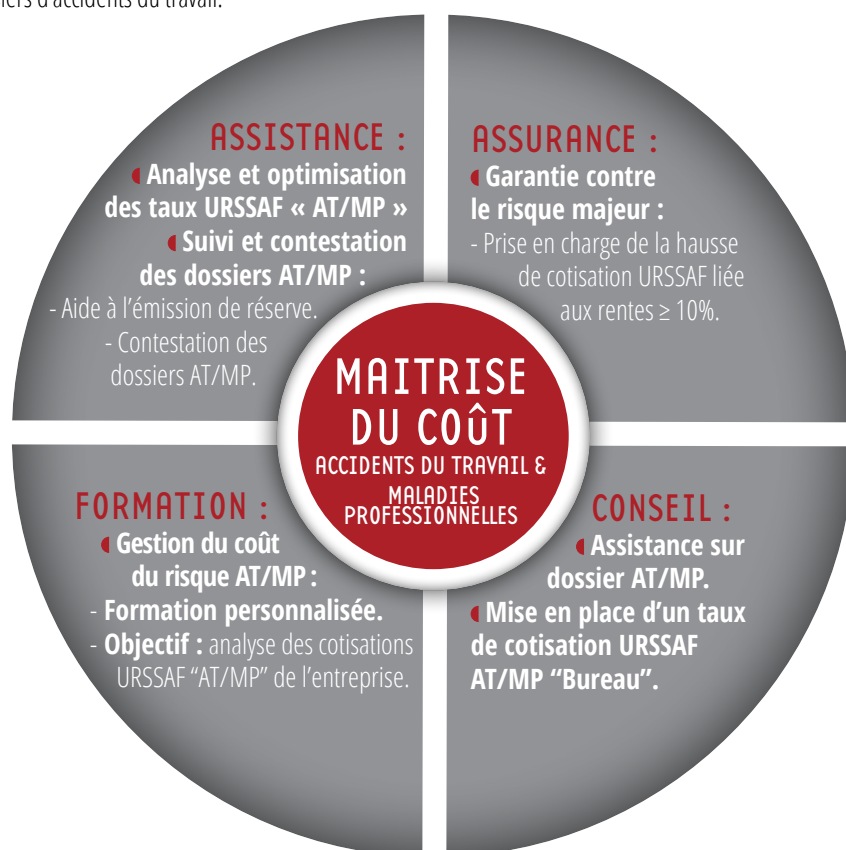 d'accidents du travail.
ASSISTANCE :
Analyse et optimisation
des taux URSSAF « AT/MP »
Suivi et contestation
des dossiers AT/MP :
- Aide à l'émission de réserve.
- Contestation des
dossiers AT/MP.
ASSURANCE :
Garantie contre
le risque majeur :
- Prise en charge de la hausse
de cotisation URSSAF liée
aux rentes ≥ 10%.
MAITRISE
DU COÛT
ACCIDENTS DU TRAVAIL &
MALADIES
PROFESSIONNELLES
FORMATION :
Gestion du coût
du risque AT/MP :
- Formation personnalisée.
- Objectif : analyse des cotisations
URSSAF “AT/MP” de l'entreprise.
CONSEIL :
Assistance sur
dossier AT/MP.
Mise en place d’un taux
de cotisation URSSAF
AT/MP “Bureau”.